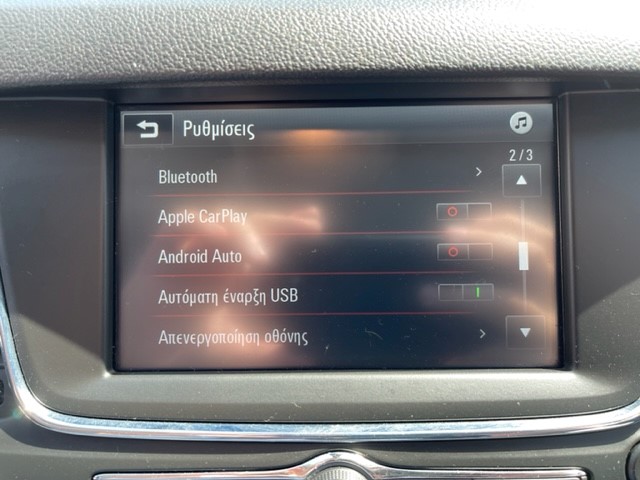 Ρυθμίσεις
2/3
Bluetooth
Apple CarPlay
Android Auto
Αυτόματη έναρξη USB
Απενεργοποίηση οθόνης